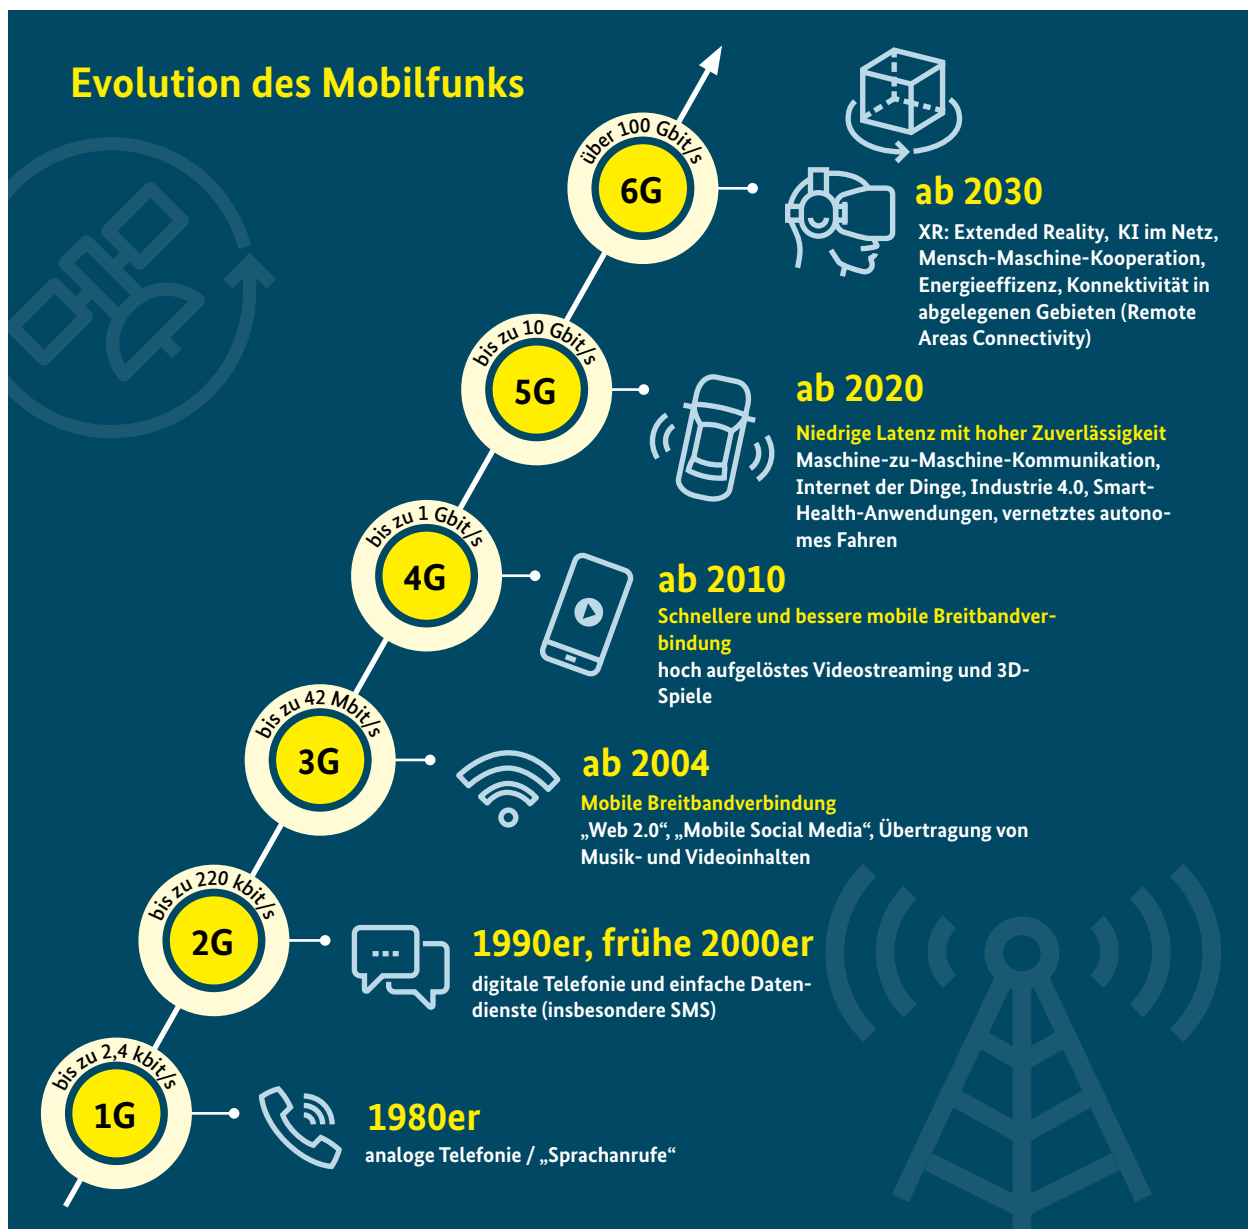 Evolution des Mobilfunks
über 100 Gbit/s
6G
ab 2030
XR: Extended Reality, KI im Netz,
Mensch-Maschine-Kooperation,
Energieeffizenz, Konnektivität in
abgelegenen Gebieten (Remote
Areas Connectivity)
bis zu 10 Gbit/s
5G
ab 2020
Niedrige Latenz mit hoher Zuverlässigkeit
Maschine-zu-Maschine-Kommunikation,
Internet der Dinge, Industrie 4.0, Smart-
Health-Anwendungen, vernetztes autono-
mes Fahren
bis zu 1 Gbit/s
4G
ab 2010
Schnellere und bessere mobile Breitbandver-
bindung
hoch aufgelöstes Videostreaming und 3D-
Spiele
bis zu 42 Mbit/s
3G
ab 2004
Mobile Breitbandverbindung
„Web 2.0“, „Mobile Social Media“, Übertragung von
Musik- und Videoinhalten
bis zu 220 kbit/s
2G
1990er, frühe 2000er
digitale Telefonie und einfache Daten-
dienste (insbesondere SMS)
bis zu 2,4 kbit/s
1G
1980er
analoge Telefonie / „Sprachanrufe“